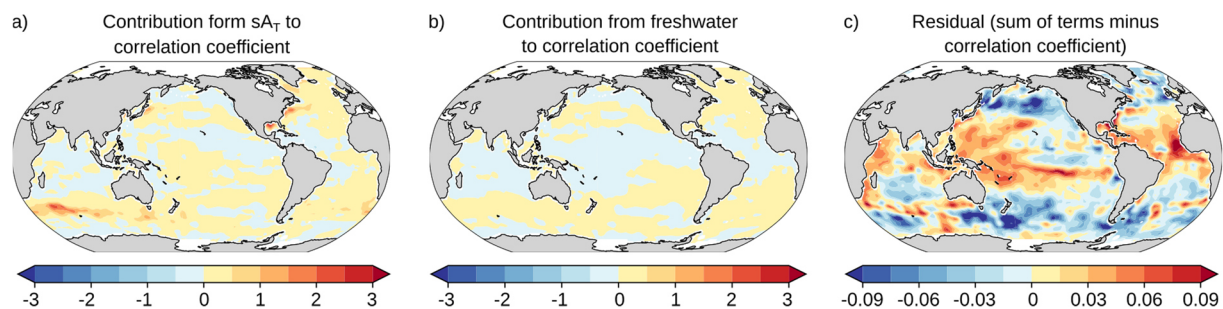 a) Contribution form sA_T to
correlation coefficient
-3 -2 -1 0 1 2 3
b) Contribution from freshwater
to correlation coefficient
-3 -2 -1 0 1 2 3
c) Residual (sum of terms minus
correlation coefficient)
-0.09 -0.06 -0.03 0 0.03 0.06 0.09